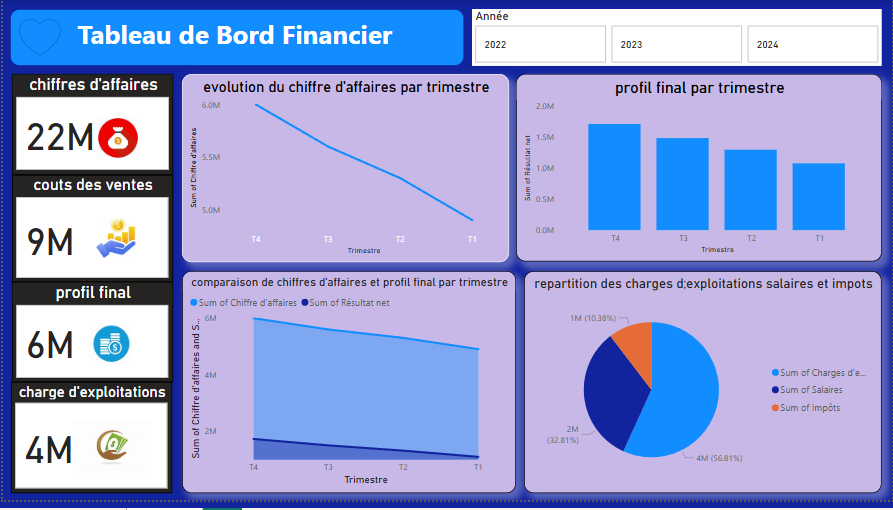 Tableau de Bord Financier
Année
2022
2023
2024
chiffres d'affaires
22M
couts des ventes
9M
profil final
6M
charge d'exploitations
4M
evolution du chiffre d'affaires par trimestre
Sum of Chiffre d'affaires
6.0M
5.5M
5.0M
T4 T3 T2 T1
Trimestre
profil final par trimestre
Sum of Résultat net
2.0M
1.5M
1.0M
0.5M
0.0M
T4 T3 T2 T1
Trimestre
comparaison de chiffres d'affaires et profil final par trimestre
Sum of Chiffre d'affaires Sum of Résultat net
Sum of Chiffre d'affaires and S...
6M
4M
2M
T4 T3 T2 T1
Trimestre
repartition des charges d;exploitations salaires et impots
1M (10.38%)
2M
(32.81%)
4M (56.81%)
Sum of Charges d'e...
Sum of Salaires
Sum of Impôts